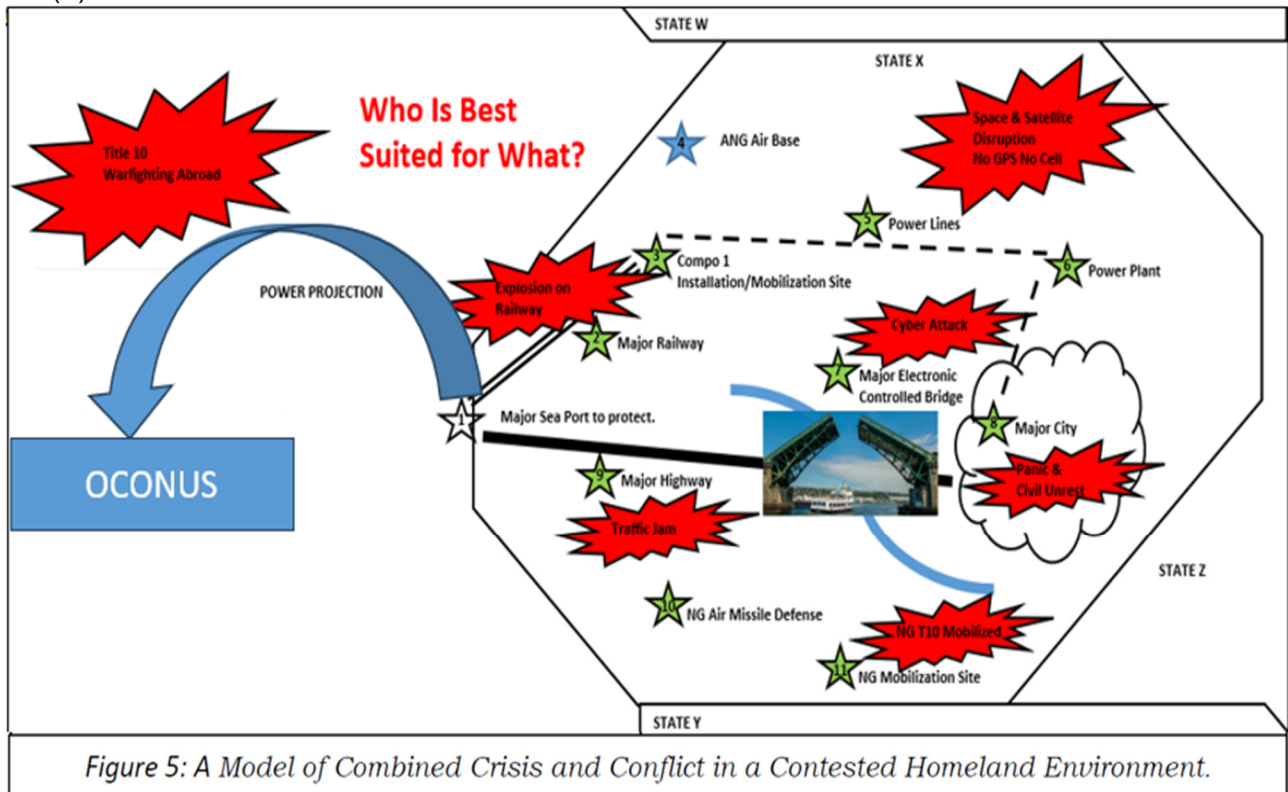 STATE W
STATE X
Who Is Best
Suited for What?
Title 10
Warfighting Abroad
Space & Satellite
Disruption
No GPS No Cell
4
ANG Air Base
5
Power Lines
3
Compo 1
Installation/Mobilization Site
6
Power Plant
POWER PROJECTION
Explosion on
Railway
2
Major Railway
Cyber Attack
7
Major Electronic
Controlled Bridge
1
Major Sea Port to protect.
8
Major City
OCONUS
9
Major Highway
Panic &
Civil Unrest
Traffic Jam
STATE Z
10
NG Air Missile Defense
NG T10 Mobilized
11
NG Mobilization Site
STATE Y
Figure 5: A Model of Combined Crisis and Conflict in a Contested Homeland Environment.